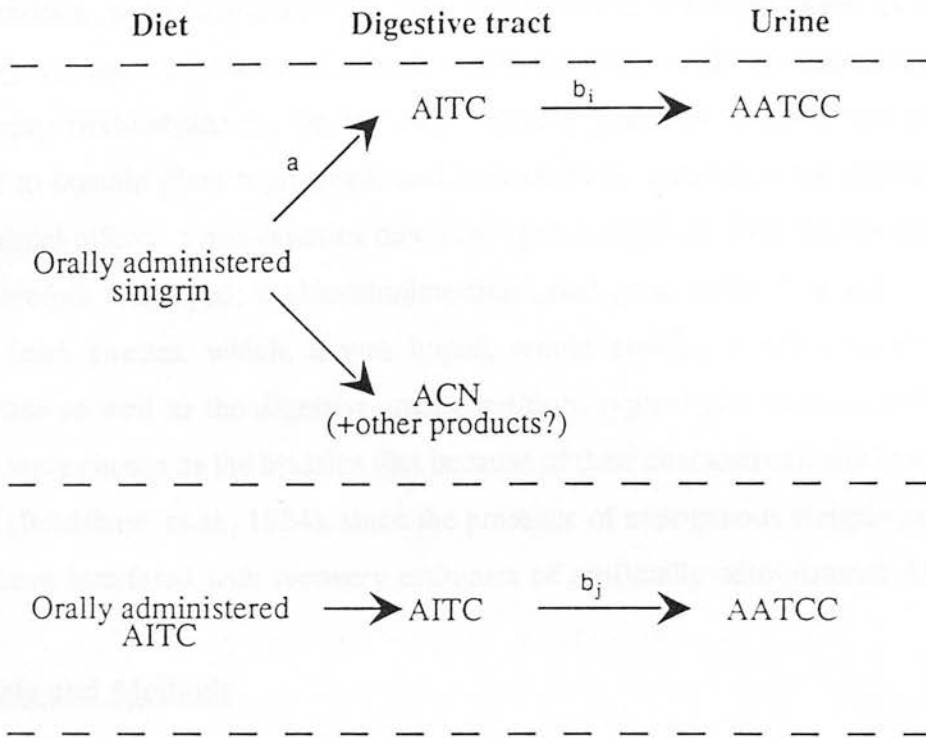 Diet Digestive tract Urine
AITC b_i AATCC
a
Orally administered
sinigrin
ACN
(+other products?)
Orally administered AITC b_j AATCC
AITC